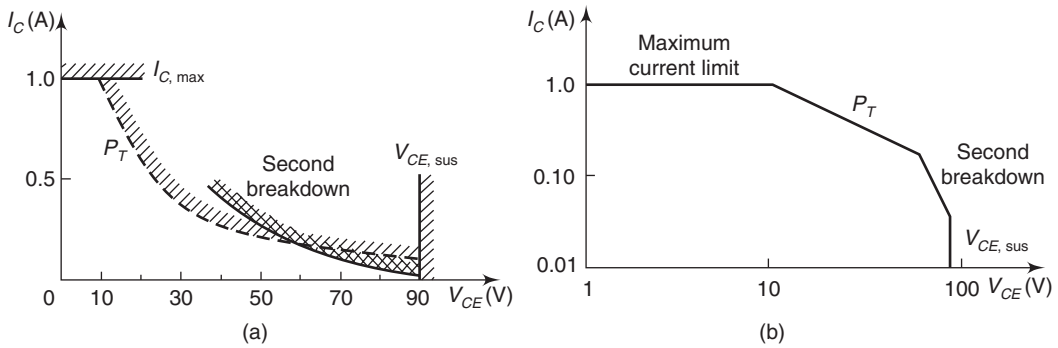 I_C (A)
1.0
I_C, max
P_T
Second
breakdown
V_CE, sus
0.5
0
10
30
50
70
90
V_CE (V)
(a)
I_C (A)
Maximum
current limit
1.0
P_T
Second
breakdown
0.10
V_CE, sus
0.01
1
10
100
V_CE (V)
(b)